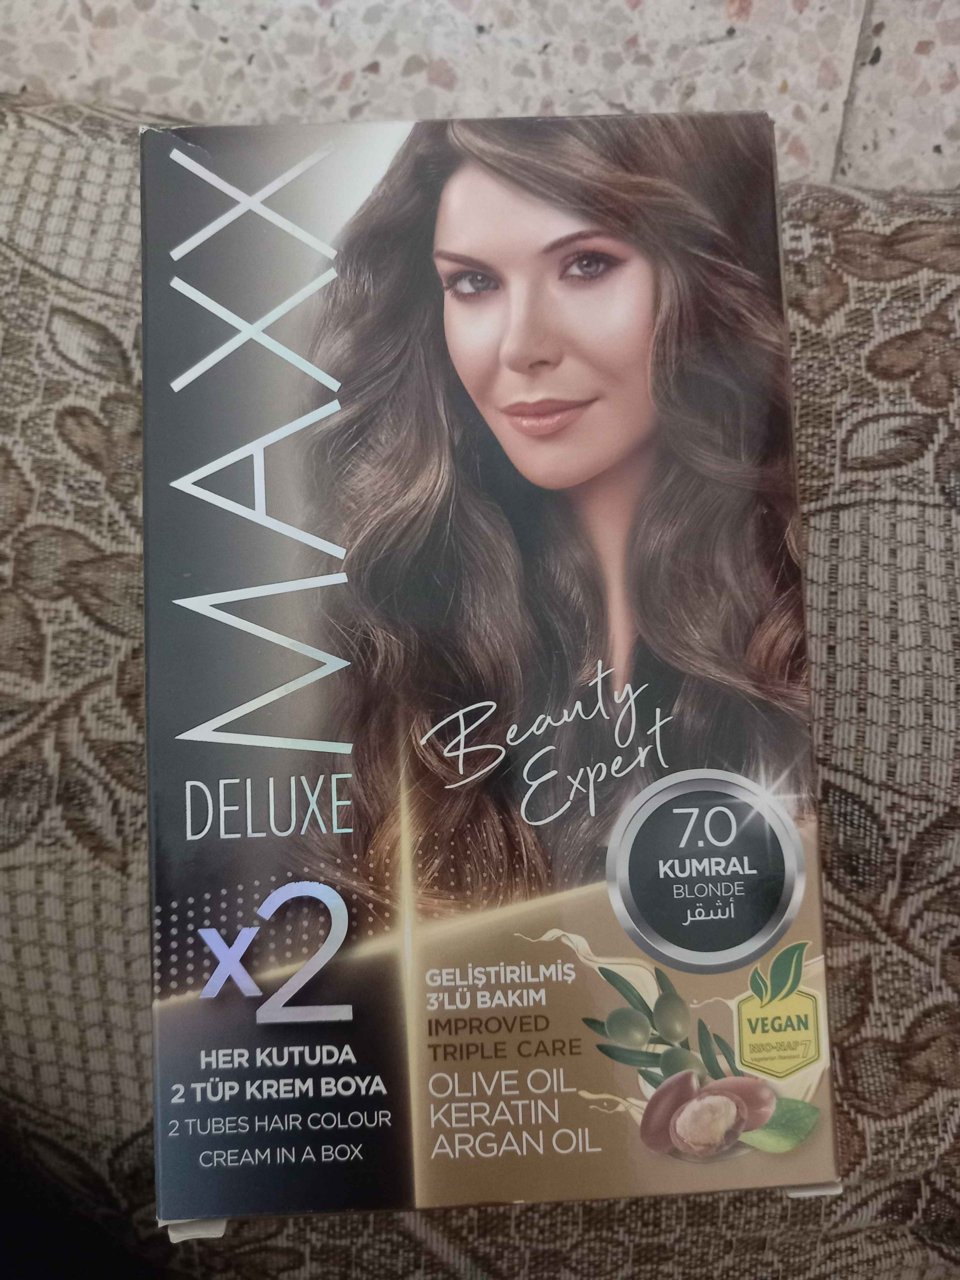 MAXX
DELUXE
Beauty
Expert
7.0
KUMRAL
BLONDE
أشقر
x2
HER KUTUDA
2 TÜP KREM BOYA
2 TUBES HAIR COLOUR
CREAM IN A BOX
GELİŞTİRİLMİŞ
3'LÜ BAKIM
IMPROVED
TRIPLE CARE
OLIVE OIL
KERATIN
ARGAN OIL
VEGAN